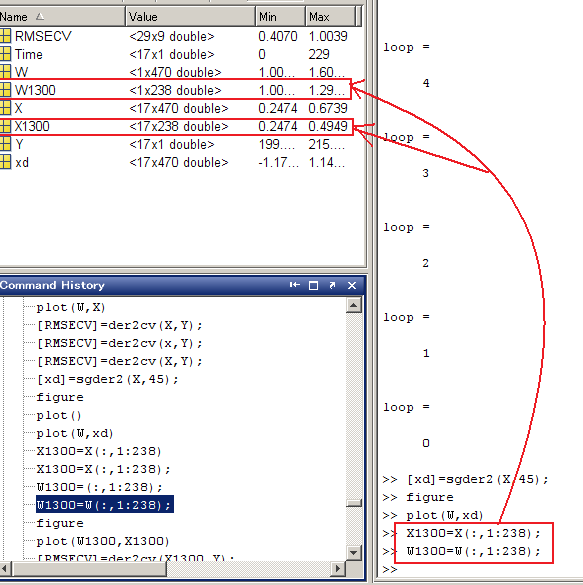 Name Value Min Max
RMSECV <29x9 double> 0.4070 1.0039
Time <17x1 double> 0 229
W <1x470 double> 1.00... 1.60...
W1300 <1x238 double> 1.00... 1.29...
X <17x470 double> 0.2474 0.6739
X1300 <17x238 double> 0.2474 0.4949
Y <17x1 double> 199.... 215....
xd <17x470 double> -1.17... 1.14...
Command History
plot(W,X)
[RMSECV]=der2cv(X,Y);
[RMSECV]=der2cv(x,Y);
[RMSECV]=der2cv(X,Y);
[xd]=sgder2(X,45);
figure
plot()
plot(W,xd)
X1300=X(:,1:238)
X1300=X(:,1:238);
W1300=(:,1:238);
W1300=W(:,1:238);
figure
plot(W1300,X1300)
[RMSECV]=der2cv(X1300,Y);
loop =
4
loop =
3
loop =
2
loop =
1
loop =
0
>> [xd]=sgder2(X,45);
>> figure
>> plot(W,xd)
>> X1300=X(:,1:238);
>> W1300=W(:,1:238);
>>